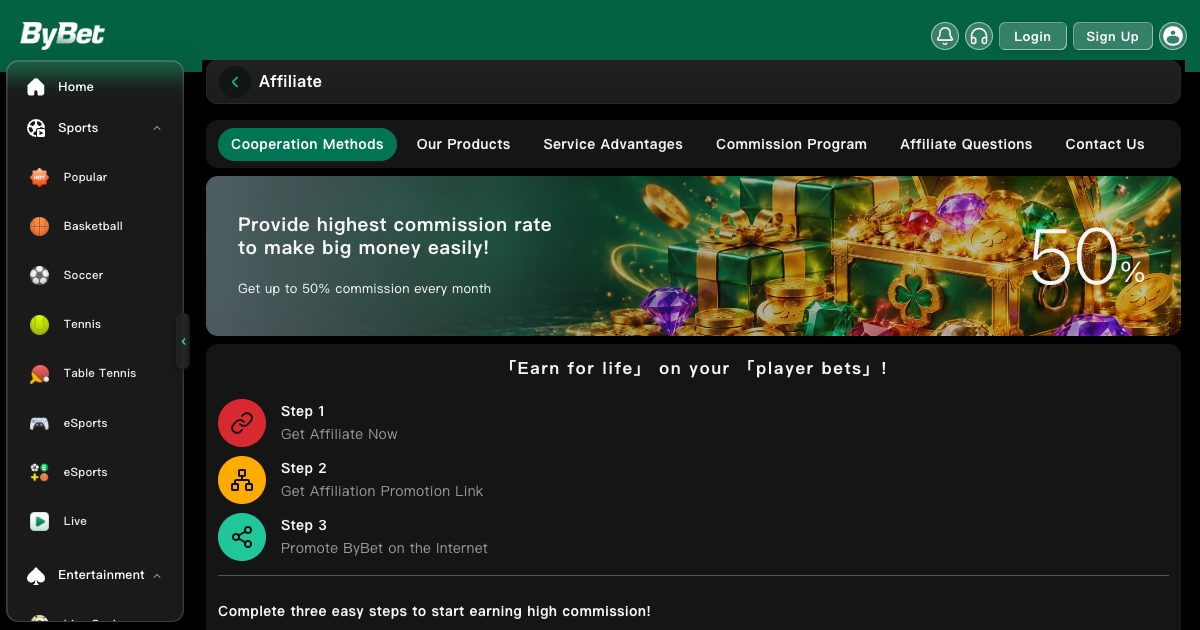 ByBet
Login
Sign Up
Home
Sports
Popular
Basketball
Soccer
Tennis
Table Tennis
eSports
eSports
Live
Entertainment
Affiliate
Cooperation Methods
Our Products
Service Advantages
Commission Program
Affiliate Questions
Contact Us
Provide highest commission rate
to make big money easily!
Get up to 50% commission every month
50%
「Earn for life」 on your 「player bets」!
Step 1
Get Affiliate Now
Step 2
Get Affiliation Promotion Link
Step 3
Promote ByBet on the Internet
Complete three easy steps to start earning high commission!